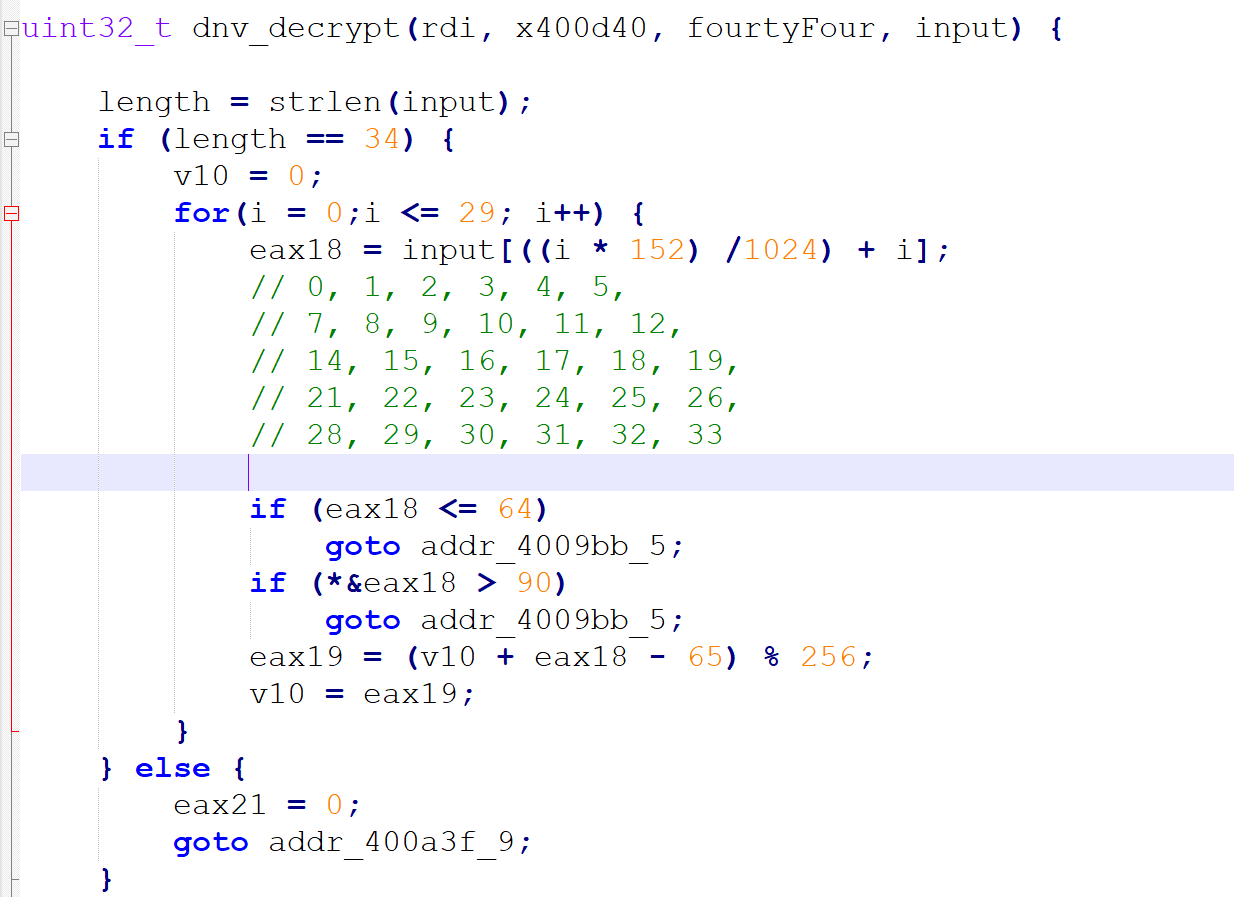 uint32_t dnv_decrypt(rdi, x400d40, fourtyFour, input) {
length = strlen(input);
if (length == 34) {
v10 = 0;
for(i = 0;i <= 29; i++) {
eax18 = input[((i * 152) /1024) + i];
// 0, 1, 2, 3, 4, 5,
// 7, 8, 9, 10, 11, 12,
// 14, 15, 16, 17, 18, 19,
// 21, 22, 23, 24, 25, 26,
// 28, 29, 30, 31, 32, 33
if (eax18 <= 64)
goto addr_4009bb_5;
if (*&eax18 > 90)
goto addr_4009bb_5;
eax19 = (v10 + eax18 - 65) % 256;
v10 = eax19;
}
} else {
eax21 = 0;
goto addr_400a3f_9;
}